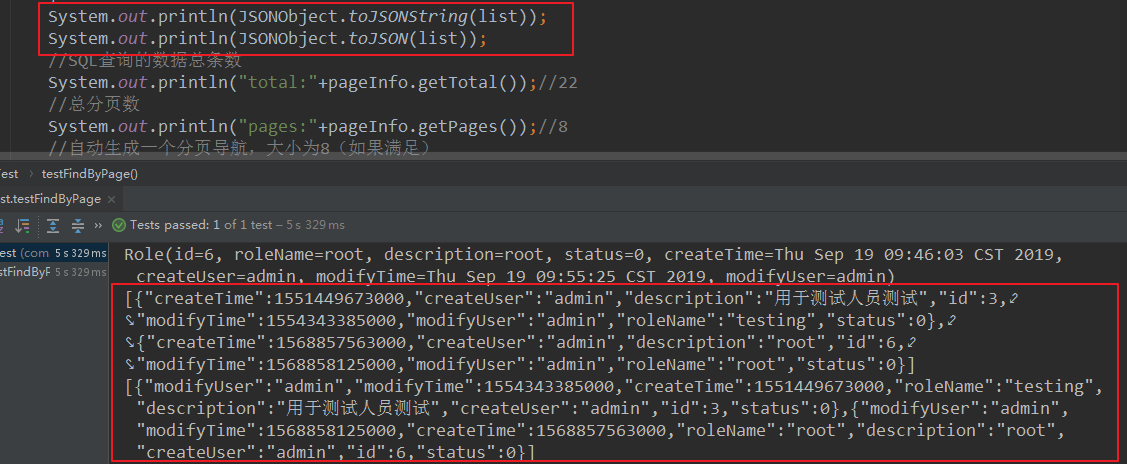 System.out.println(JSONObject.toJSONString(list));
System.out.println(JSONObject.toJSON(list));
//SQL查询的数据总条数
System.out.println("total:"+pageInfo.getTotal());//22
//总分页数
System.out.println("pages:"+pageInfo.getPages());//8
//自动生成一个分页导航，大小为8（如果满足）
Test › testFindByPage()
st.testFindByPage ×
» Tests passed: 1 of 1 test – 5 s 329 ms
est (com 5 s 329 ms
estFindByP 5 s 329 ms
Role(id=6, roleName=root, description=root, status=0, createTime=Thu Sep 19 09:46:03 CST 2019,
createUser=admin, modifyTime=Thu Sep 19 09:55:25 CST 2019, modifyUser=admin)
[{"createTime":1551449673000,"createUser":"admin","description":"用于测试人员测试","id":3,
"modifyTime":1554343385000,"modifyUser":"admin","roleName":"testing","status":0},
{"createTime":1568857563000,"createUser":"admin","description":"root","id":6,
"modifyTime":1568858125000,"modifyUser":"admin","roleName":"root","status":0}]
[{"modifyUser":"admin","modifyTime":1554343385000,"createTime":1551449673000,"roleName":"testing",
"description":"用于测试人员测试","createUser":"admin","id":3,"status":0},{"modifyUser":"admin",
"modifyTime":1568858125000,"createTime":1568857563000,"roleName":"root","description":"root",
"createUser":"admin","id":6,"status":0}]